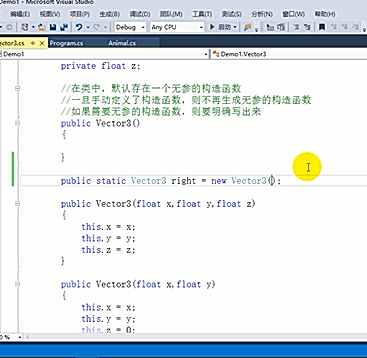 Demo1 - Microsoft Visual Studio
编辑(E) 视图(V) 项目(P) 生成(B) 调试(D) 团队(M) 工具(T) 测试(S) 分析(N) 窗口(W) 帮助(H)
Debug Any CPU 启动
Vector3.cs Program.cs Animal.cs
Demo1 Demo1.Vector3
private float z;
//在类中，默认存在一个无参的构造函数
//一旦手动定义了构造函数，则不再生成无参的构造函数
//如果需要无参的构造函数，则要明确写出来
public Vector3()
{
}
public static Vector3 right = new Vector3();
public Vector3(float x,float y,float z)
{
this.x = x;
this.y = y;
this.z = z;
}
public Vector3(float x,float y)
{
this.x = x;
this.y = y;
this.z = 0;